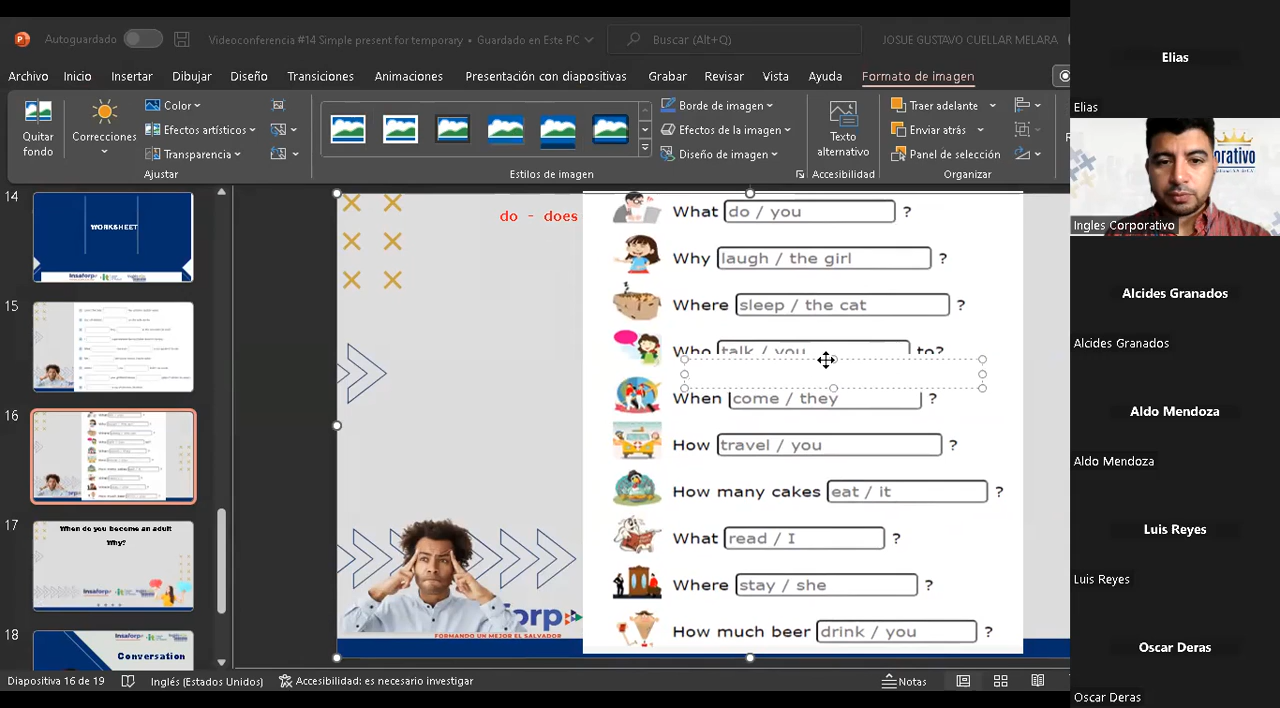 Autoguardado
Videoconferencia #14 Simple present for temporary • Guardado en Este PC
Buscar (Alt+Q)
JOSUE GUSTAVO CUELLAR MELARA
Archivo Inicio Insertar Dibujar Diseño Transiciones Animaciones Presentación con diapositivas Grabar Revisar Vista Ayuda Formato de imagen
Quitar fondo
Correcciones
Color
Efectos artísticos
Transparencia
Ajustar
Estilos de imagen
Borde de imagen
Efectos de la imagen
Diseño de imagen
Texto alternativo
Accesibilidad
Traer adelante
Enviar atrás
Panel de selección
Organizar
14
WORKSHEET
15
16
17
When do you become an adult
Why?
18
Conversation
do - does
What do / you ?
Why laugh / the girl ?
Where sleep / the cat ?
Who talk / you to?
When come / they ?
How travel / you ?
How many cakes eat / it ?
What read / I ?
Where stay / she ?
How much beer drink / you ?
FORMANDO UN MEJOR EL SALVADOR
Diapositiva 16 de 19
Inglés (Estados Unidos)
Accesibilidad: es necesario investigar
Notas
Elias
Elias
Ingles Corporativo
Alcides Granados
Alcides Granados
Aldo Mendoza
Aldo Mendoza
Luis Reyes
Luis Reyes
Oscar Deras
Oscar Deras